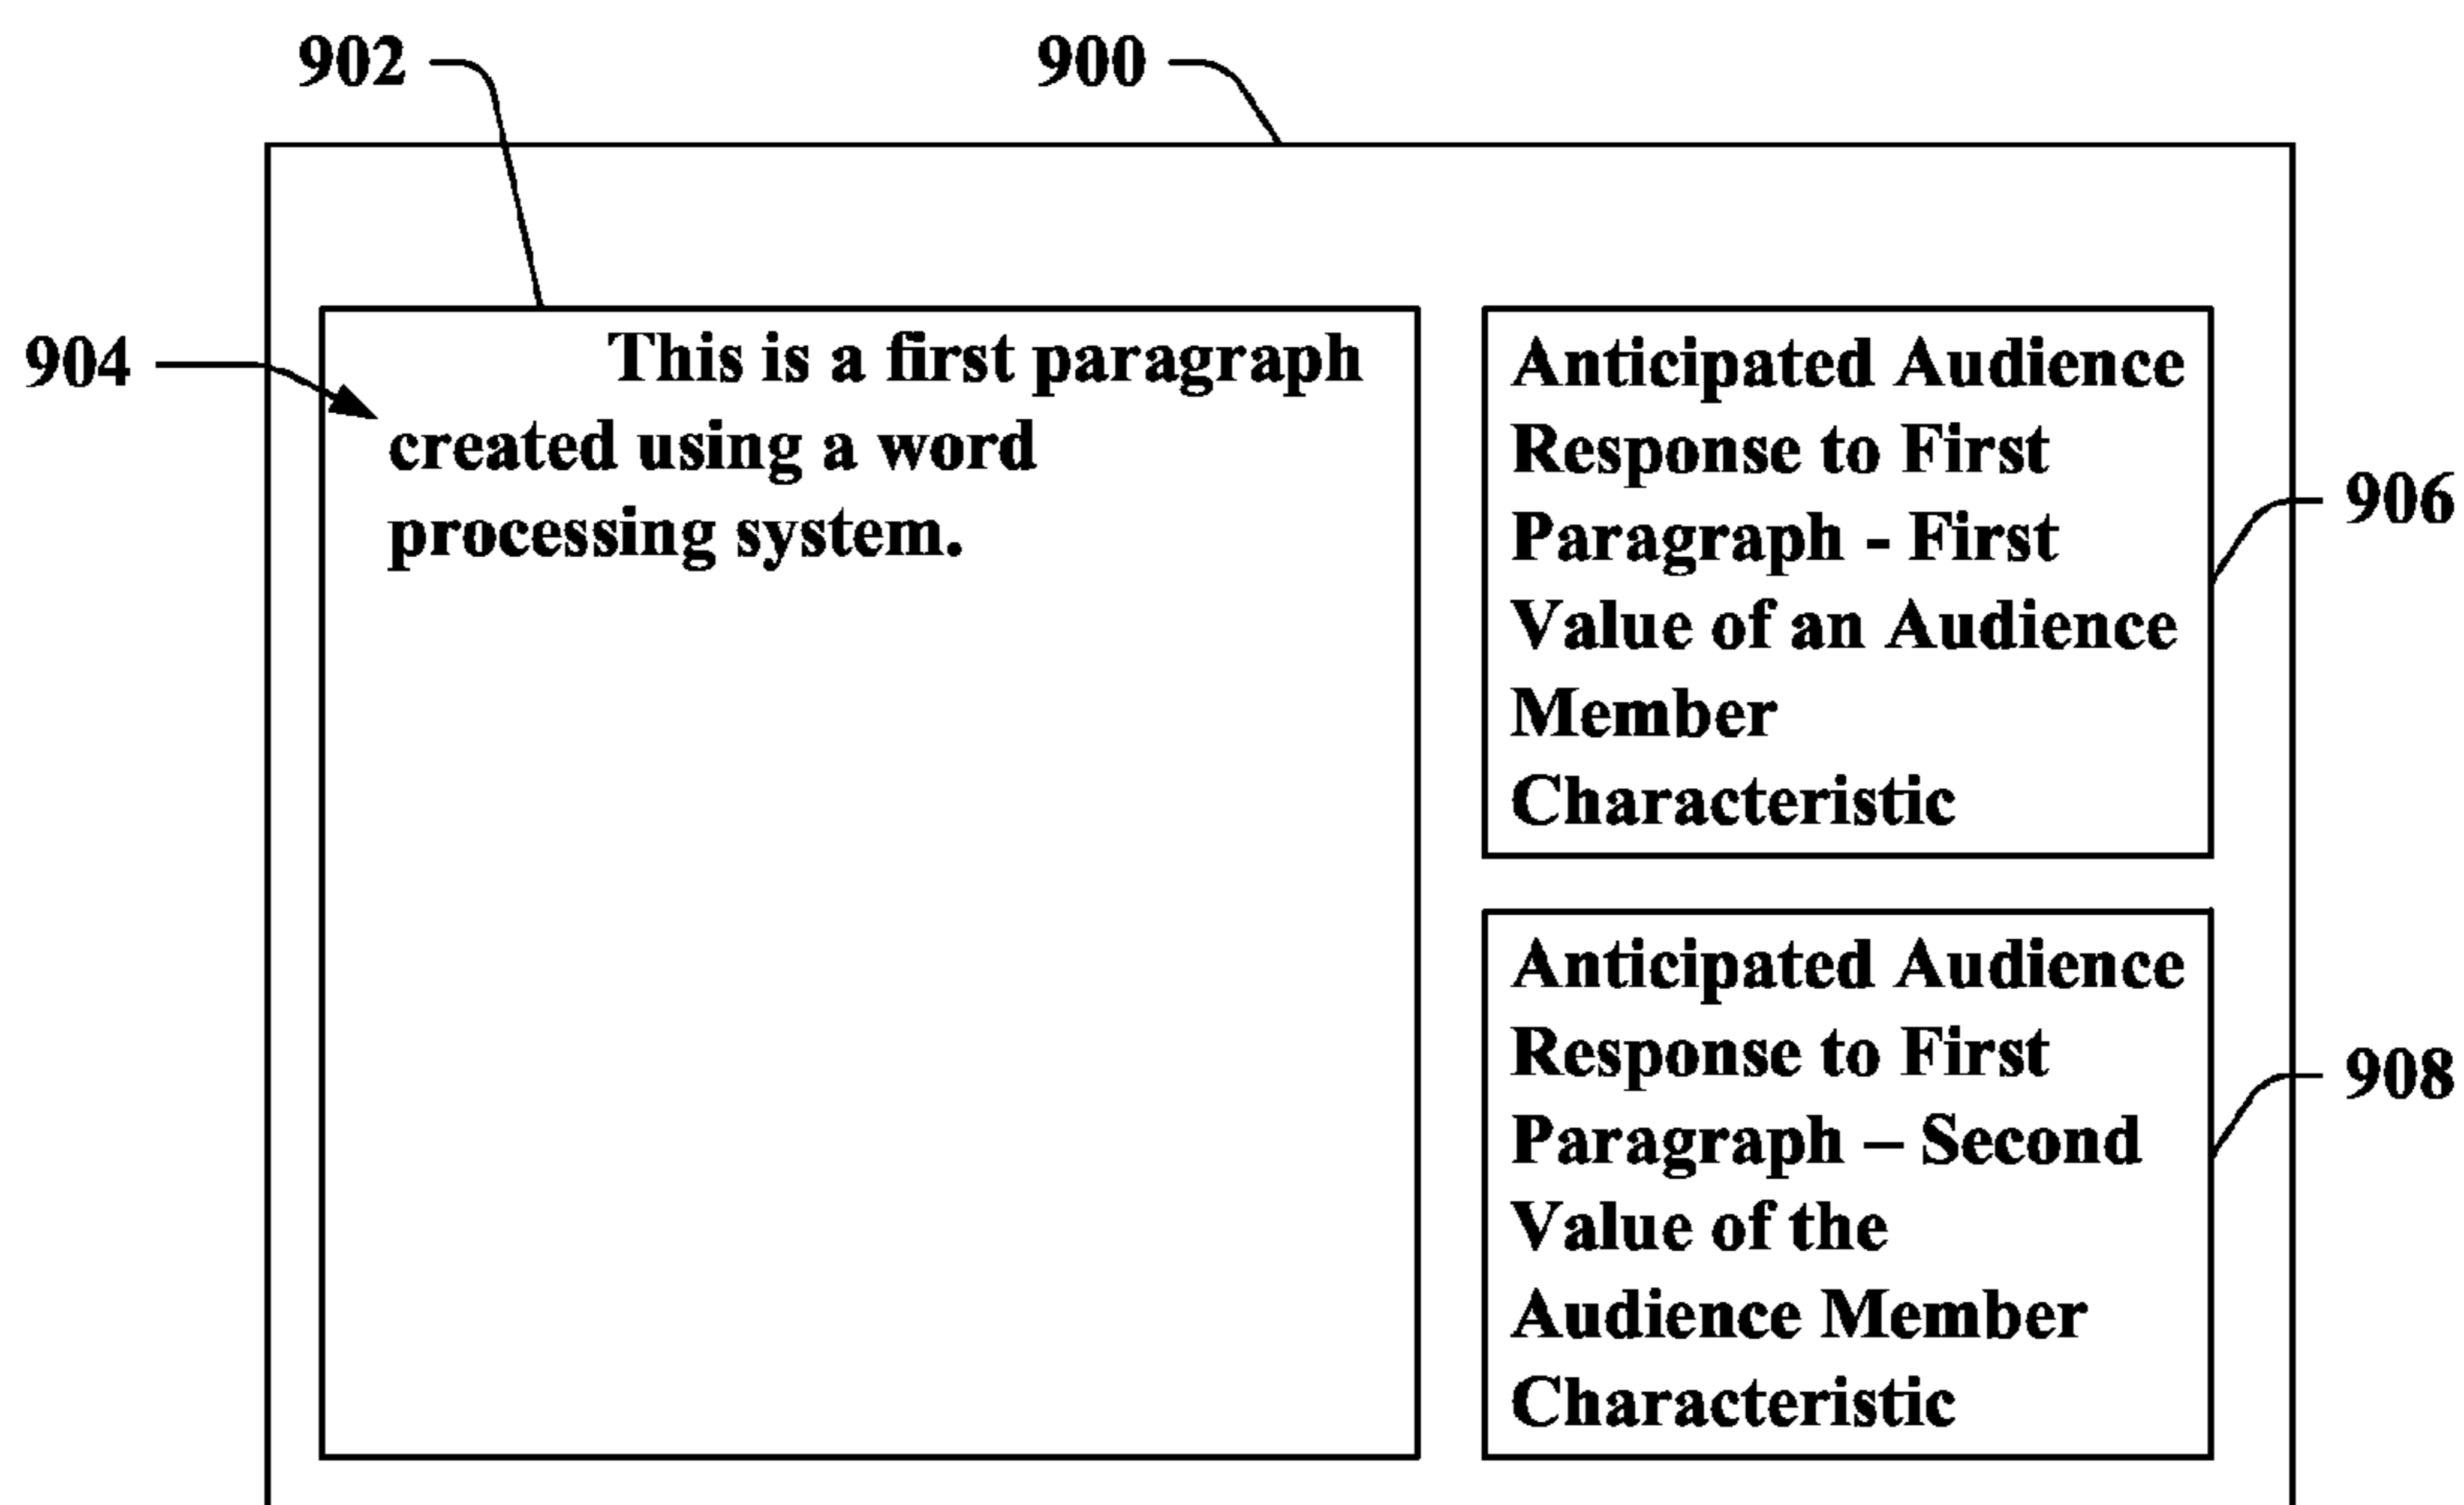 902
900
904
This is a first paragraph
created using a word
processing system.
Anticipated Audience
Response to First
Paragraph - First
Value of an Audience
Member
Characteristic
906
Anticipated Audience
Response to First
Paragraph – Second
Value of the
Audience Member
Characteristic
908